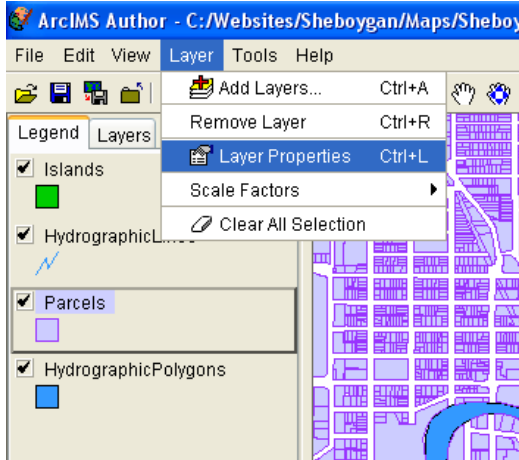 ArcIMS Author - C:/Websites/Sheboygan/Maps/Sheboy
File Edit View Layer Tools Help
Add Layers... Ctrl+A
Remove Layer Ctrl+R
Layer Properties Ctrl+L
Scale Factors
Clear All Selection
Legend Layers
Islands
HydrographicLines
Parcels
HydrographicPolygons